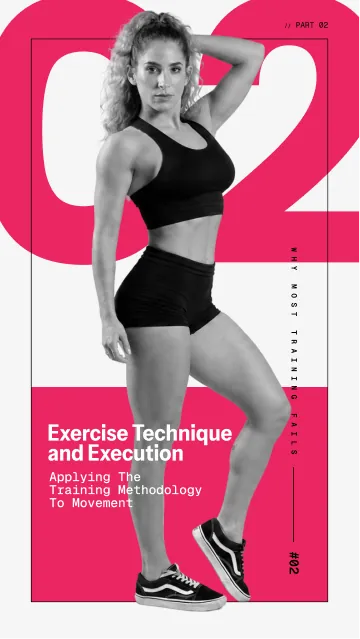 02
// PART 02
WHY MOST TRAINING FAILS
Exercise Technique
and Execution
Applying The
Training Methodology
To Movement
#02